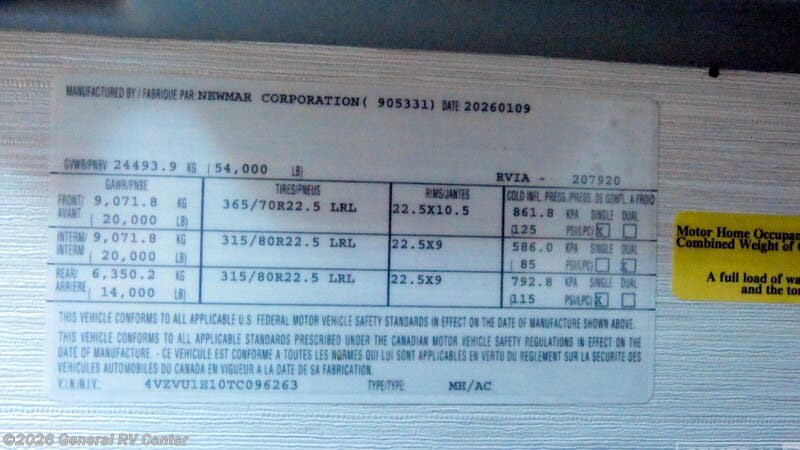 MANUFACTURED BY / FABRIQUE PAR: NEWMAR CORPORATION( 905331) DATE 20260109
GVWR/PNBV 24493.9 KG ( 54,000 LB) RVIA - 207920
GAWR/PNBE TIRES/PNEUS RIMS/JANTES COLD INFL. PRESS./PRESS. DE GONFL. A FROID
FRONT/ 9,071.8 KG 365/70R22.5 LRL 22.5X10.5 861.8 KPA SINGLE DUAL
AVANT ( 20,000 LB) (125 PSI/LPC) X
INTERM/ 9,071.8 KG 315/80R22.5 LRL 22.5X9 586.0 KPA SINGLE DUAL
INTERM ( 20,000 LB) ( 85 PSI/LPC) X
REAR/ 6,350.2 KG 315/80R22.5 LRL 22.5X9 792.8 KPA SINGLE DUAL
ARRIERE ( 14,000 LB) (115 PSI/LPC) X
THIS VEHICLE CONFORMS TO ALL APPLICABLE U.S. FEDERAL MOTOR VEHICLE SAFETY STANDARDS IN EFFECT ON THE DATE OF MANUFACTURE SHOWN ABOVE.
THIS VEHICLE CONFORMS TO ALL APPLICABLE STANDARDS PRESCRIBED UNDER THE CANADIAN MOTOR VEHICLE SAFETY REGULATIONS IN EFFECT ON THE
DATE OF MANUFACTURE. - CE VEHICULE EST CONFORME A TOUTES LES NORMES QUI LUI SONT APPLICABLES EN VERTU DU REGLEMENT SUR LA SECURITE DES
VEHICULES AUTOMOBILES DU CANADA EN VIGUEUR A LA DATE DE SA FABRICATION.
V.I.N./N.I.V. 4VZVU1E10TC096263 TYPE/TYPE: MH/AC
Motor Home Occupan
Combined Weight of
A full load of wa
and the to
©2026 General RV Center